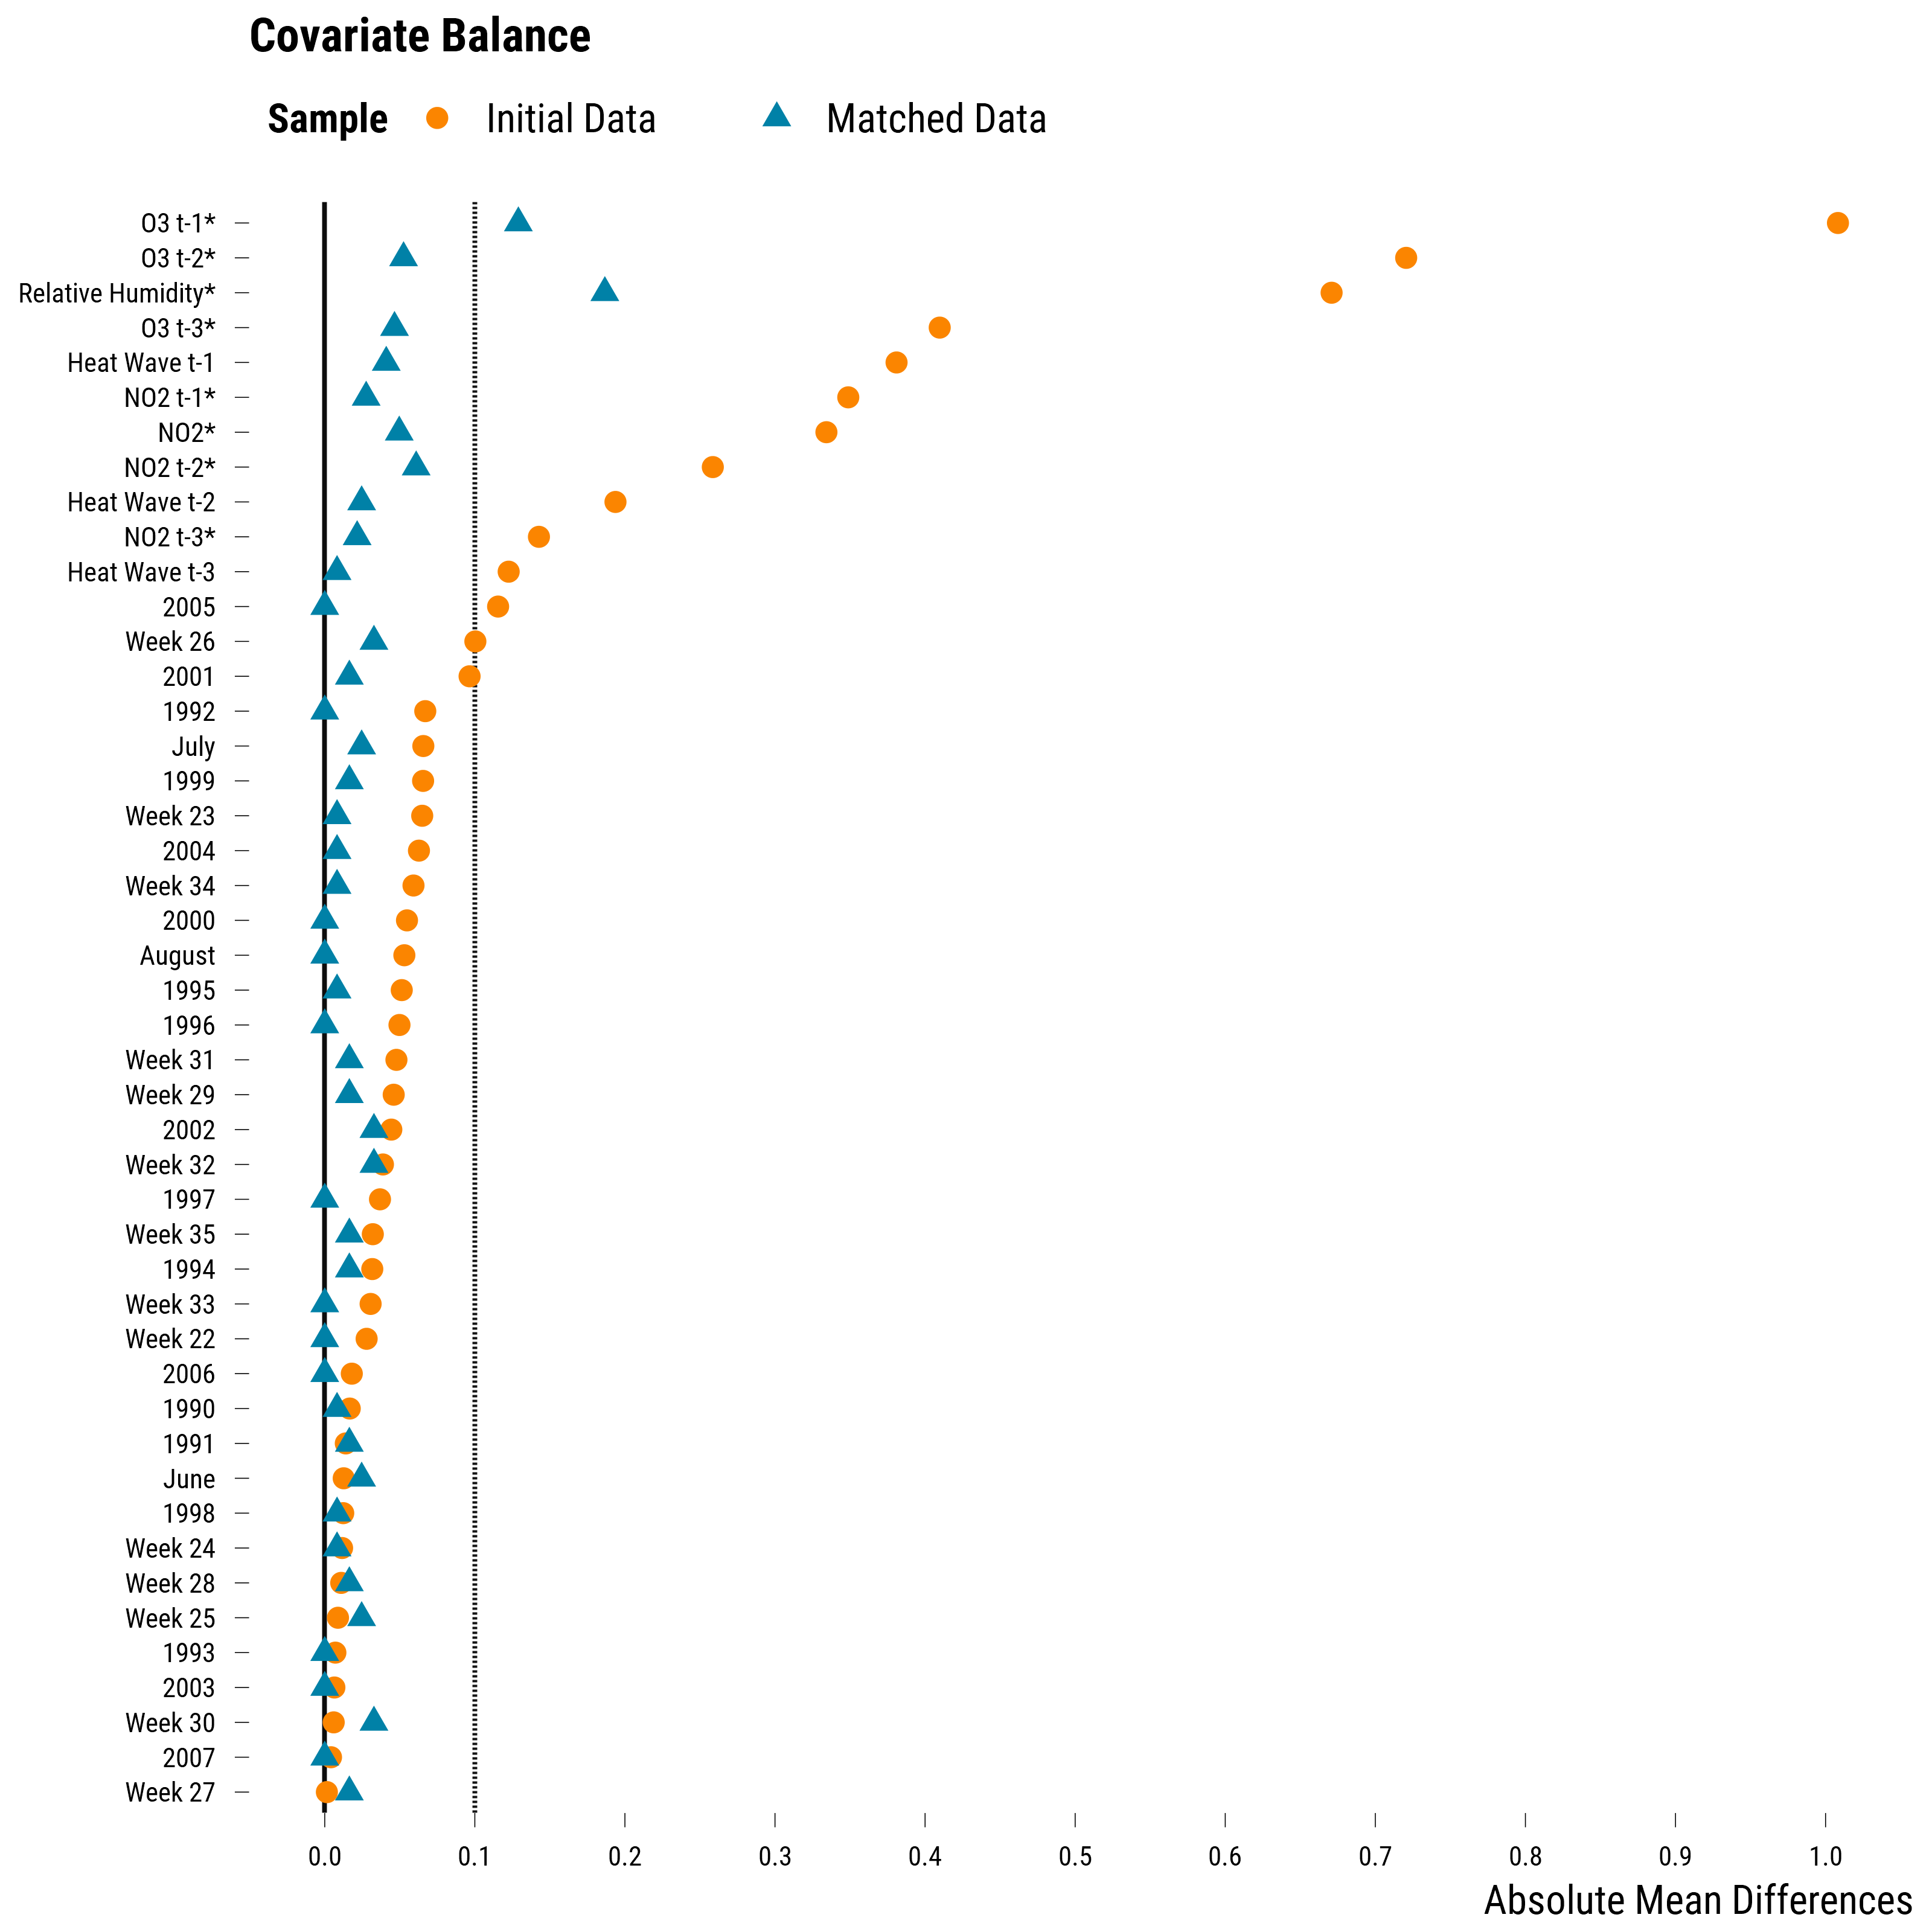 Covariate Balance
Sample Initial Data Matched Data
O3 t-1*
O3 t-2*
Relative Humidity*
O3 t-3*
Heat Wave t-1
NO2 t-1*
NO2*
NO2 t-2*
Heat Wave t-2
NO2 t-3*
Heat Wave t-3
2005
Week 26
2001
1992
July
1999
Week 23
2004
Week 34
2000
August
1995
1996
Week 31
Week 29
2002
Week 32
1997
Week 35
1994
Week 33
Week 22
2006
1990
1991
June
1998
Week 24
Week 28
Week 25
1993
2003
Week 30
2007
Week 27
0.0 0.1 0.2 0.3 0.4 0.5 0.6 0.7 0.8 0.9 1.0
Absolute Mean Differences